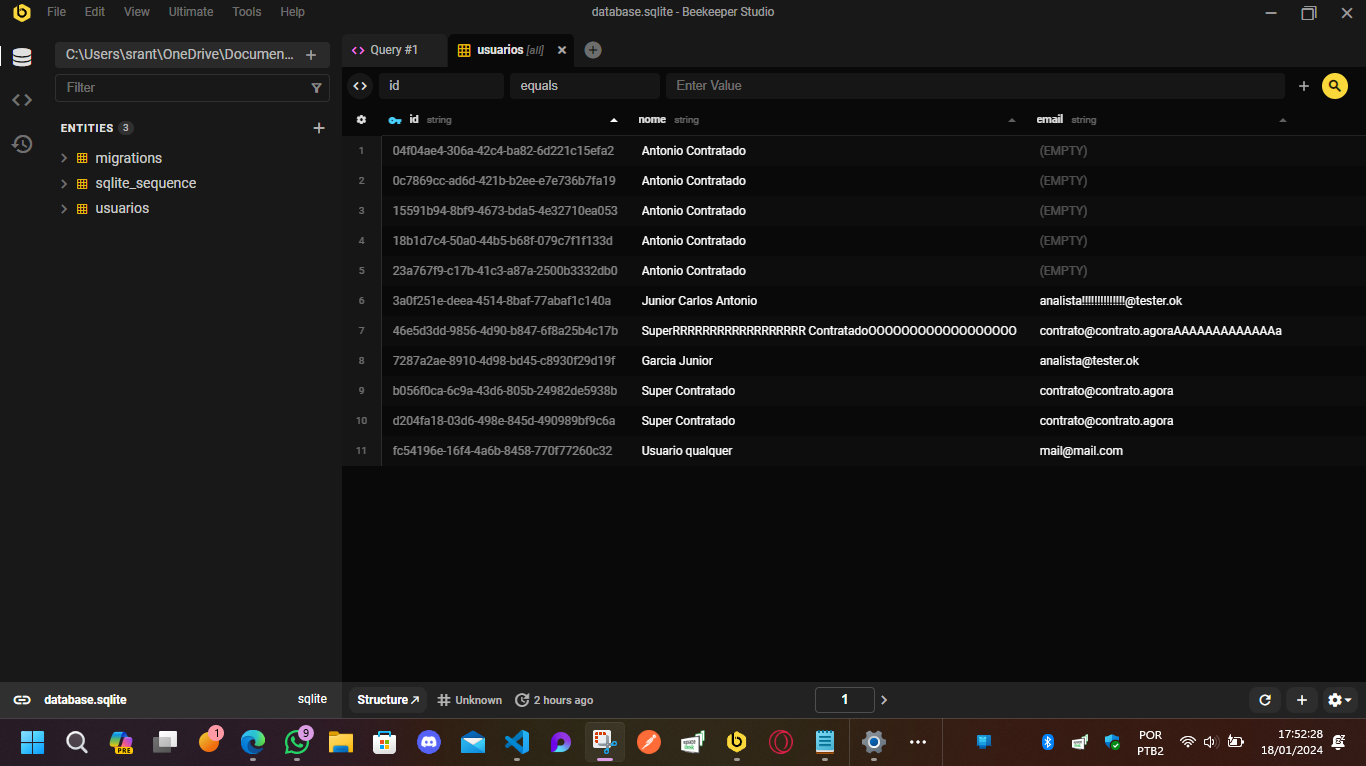 File Edit View Ultimate Tools Help
database.sqlite - Beekeeper Studio
C:\Users\srant\OneDrive\Documen... +
Filter
ENTITIES 3 +
migrations
sqlite_sequence
usuarios
Query #1
usuarios [all]
id equals Enter Value
id string nome string email string
1 04f04ae4-306a-42c4-ba82-6d221c15efa2 Antonio Contratado (EMPTY)
2 0c7869cc-ad6d-421b-b2ee-e7e736b7fa19 Antonio Contratado (EMPTY)
3 15591b94-8bf9-4673-bda5-4e32710ea053 Antonio Contratado (EMPTY)
4 18b1d7c4-50a0-44b5-b68f-079c7f1f133d Antonio Contratado (EMPTY)
5 23a767f9-c17b-41c3-a87a-2500b3332db0 Antonio Contratado (EMPTY)
6 3a0f251e-deea-4514-8baf-77abaf1c140a Junior Carlos Antonio analista!!!!!!!!!!!!!!@tester.ok
7 46e5d3dd-9856-4d90-b847-6f8a25b4c17b SuperRRRRRRRRRRRRRRRRRR ContratadoOOOOOOOOOOOOOOOOOO contrato@contrato.agoraAAAAAAAAAAAAAa
8 7287a2ae-8910-4d98-bd45-c8930f29d19f Garcia Junior analista@tester.ok
9 b056f0ca-6c9a-43d6-805b-24982de5938b Super Contratado contrato@contrato.agora
10 d204fa18-03d6-498e-845d-490989bf9c6a Super Contratado contrato@contrato.agora
11 fc54196e-16f4-4a6b-8458-770f77260c32 Usuario qualquer mail@mail.com
database.sqlite sqlite
Structure Unknown 2 hours ago 1
PRE 1 9
POR
PTB2
17:52:28
18/01/2024